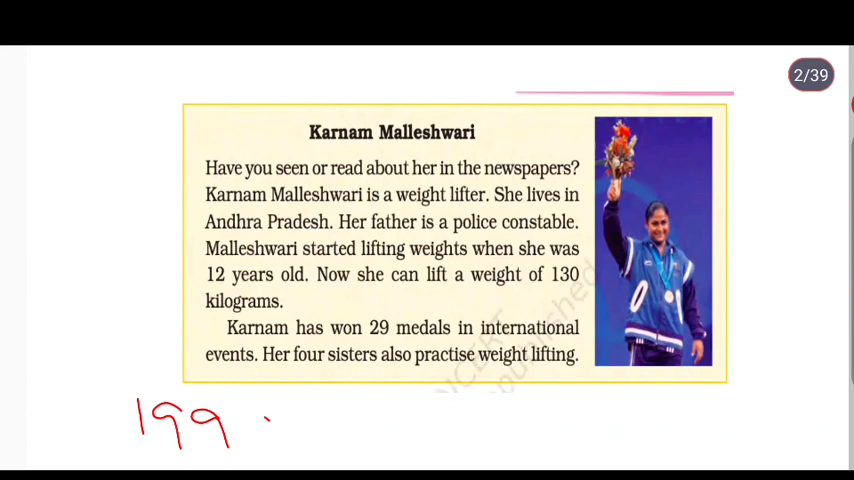 2/39
Karnam Malleshwari
Have you seen or read about her in the newspapers?
Karnam Malleshwari is a weight lifter. She lives in
Andhra Pradesh. Her father is a police constable.
Malleshwari started lifting weights when she was
12 years old. Now she can lift a weight of 130
kilograms.
Karnam has won 29 medals in international
events. Her four sisters also practise weight lifting.
NCERT
republished
199